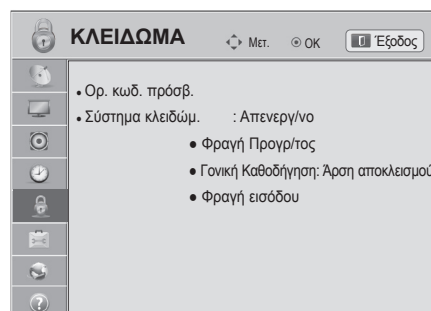 ΚΛΕΙΔΩΜΑ Μετ. OK Έξοδος
• Ορ. κωδ. πρόσβ.
• Σύστημα κλειδώμ. : Απενεργ/νο
● Φραγή Προγρ/τος
● Γονική Καθοδήγηση: Άρση αποκλεισμού
● Φραγή εισόδου